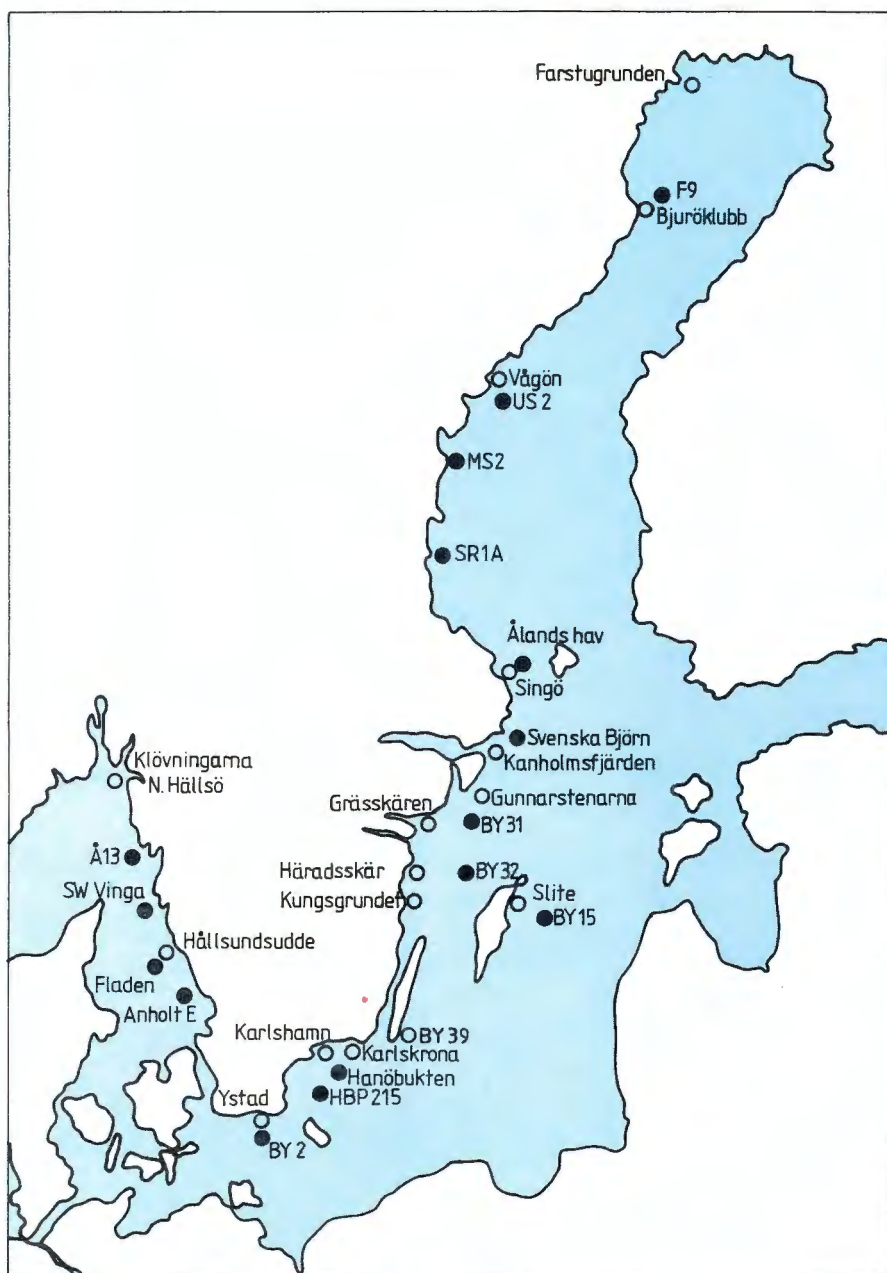 Farstugrunden
F9
Bjuröklubb
Vågön
US 2
MS2
SR1A
Ålands hav
Singö
Svenska Björn
Kanholmsfjärden
Klövningarna
N. Hällsö
Gunnarstenarna
Grässkären
BY 31
Å13
Häradsskär
BY 32
SW Vinga
Kungsgrundet
Slite
BY 15
Hållsundsudde
Fladen
Anholt E
Karlshamn
BY 39
Karlskrona
Hanöbukten
HBP 215
Ystad
BY 2